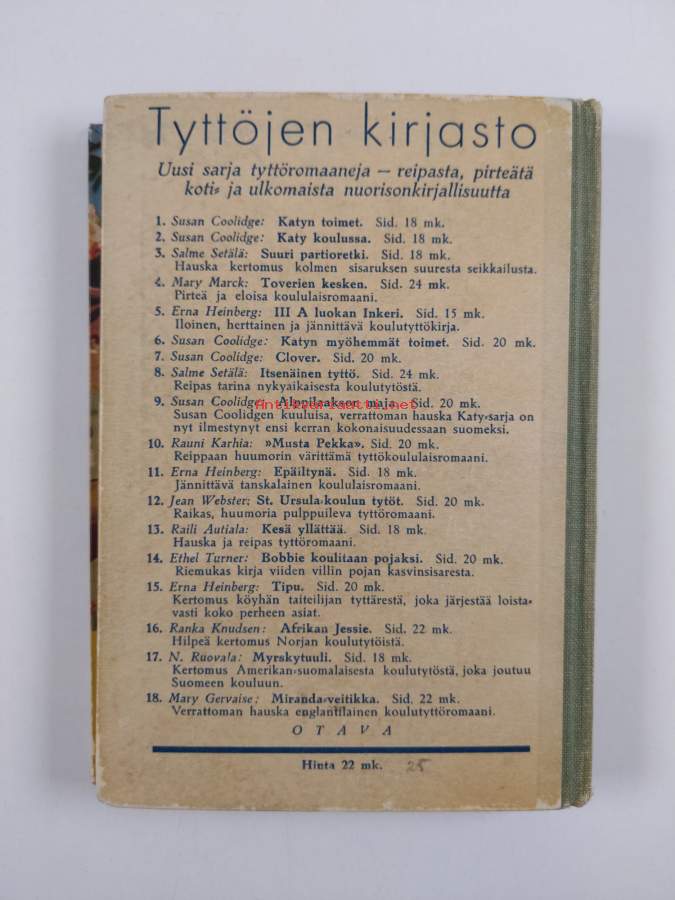 Tyttöjen kirjasto
Uusi sarja tyttöromaaneja — reipasta, pirteätä
koti- ja ulkomaista nuorisonkirjallisuutta
1. Susan Coolidge: Katyn toimet. Sid. 18 mk.
2. Susan Coolidge: Katy koulussa. Sid. 18 mk.
3. Salme Setälä: Suuri partioretki. Sid. 18 mk.
Hauska kertomus kolmen sisaruksen suuresta seikkailusta.
4. Mary Marck: Toverien kesken. Sid. 24 mk.
Pirteä ja eloisa koululaisromaani.
5. Erna Heinberg: III A luokan Inkeri. Sid. 15 mk.
Iloinen, herttainen ja jännittävä koulutyttökirja.
6. Susan Coolidge: Katyn myöhemmät toimet. Sid. 20 mk.
7. Susan Coolidge: Clover. Sid. 20 mk.
8. Salme Setälä: Itsenäinen tyttö. Sid. 24 mk.
Reipas tarina nykyaikaisesta koulutytöstä.
9. Susan Coolidge: Alppilaakson maja. Sid. 20 mk.
Antikvariaatti.net
Susan Coolidgen kuuluisa, verrattoman hauska Katy-sarja on
nyt ilmestynyt ensi kerran kokonaisuudessaan suomeksi.
10. Rauni Karhia: »Musta Pekka». Sid. 20 mk.
Reippaan huumorin värittämä tyttökoululaisromaani.
11. Erna Heinberg: Epäiltynä. Sid. 18 mk.
Jännittävä tanskalainen koululaisromaani.
12. Jean Webster: St. Ursula-koulun tytöt. Sid. 20 mk.
Raikas, huumoria pulppuileva tyttöromaani.
13. Raili Autiala: Kesä yllättää. Sid. 18 mk.
Hauska ja reipas tyttöromaani.
14. Ethel Turner: Bobbie koulitaan pojaksi. Sid. 20 mk.
Riemukas kirja viiden villin pojan kasvinsisaresta.
15. Erna Heinberg: Tipu. Sid. 20 mk.
Kertomus köyhän taiteilijan tyttärestä, joka järjestää loista-
vasti koko perheen asiat.
16. Ranka Knudsen: Afrikan Jessie. Sid. 22 mk.
Hilpeä kertomus Norjan koulutytöistä.
17. N. Ruovala: Myrskytuuli. Sid. 18 mk.
Kertomus Amerikan-suomalaisesta koulutytöstä, joka joutuu
Suomeen kouluun.
18. Mary Gervaise: Miranda-veitikka. Sid. 22 mk.
Verrattoman hauska englantilainen koulutyttöromaani.
OTAVA
Hinta 22 mk. 25